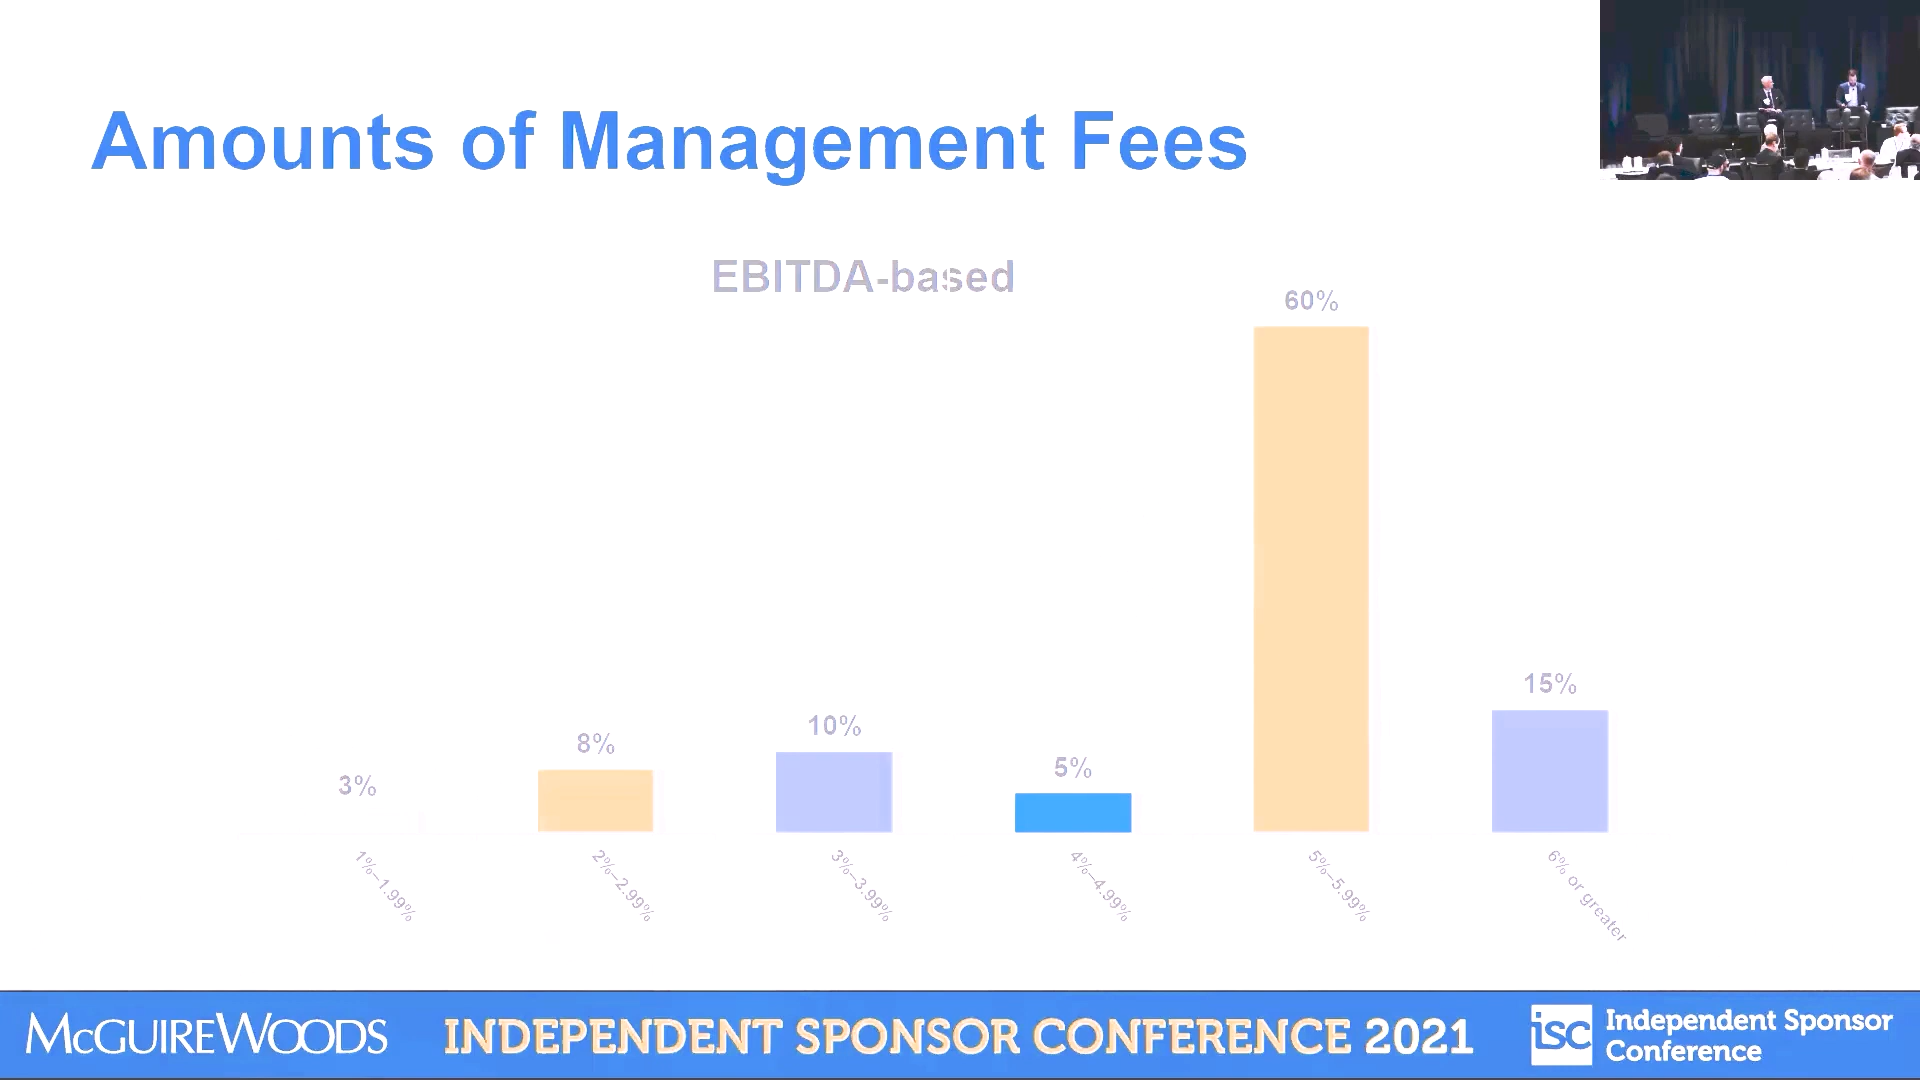 Amounts of Management Fees
EBITDA-based
60%
15%
10%
8%
5%
3%
1%–1.99%
2%–2.99%
3%–3.99%
4%–4.99%
5%–5.99%
6% or greater
McGUIREWOODS
INDEPENDENT SPONSOR CONFERENCE 2021
isc
Independent Sponsor
Conference